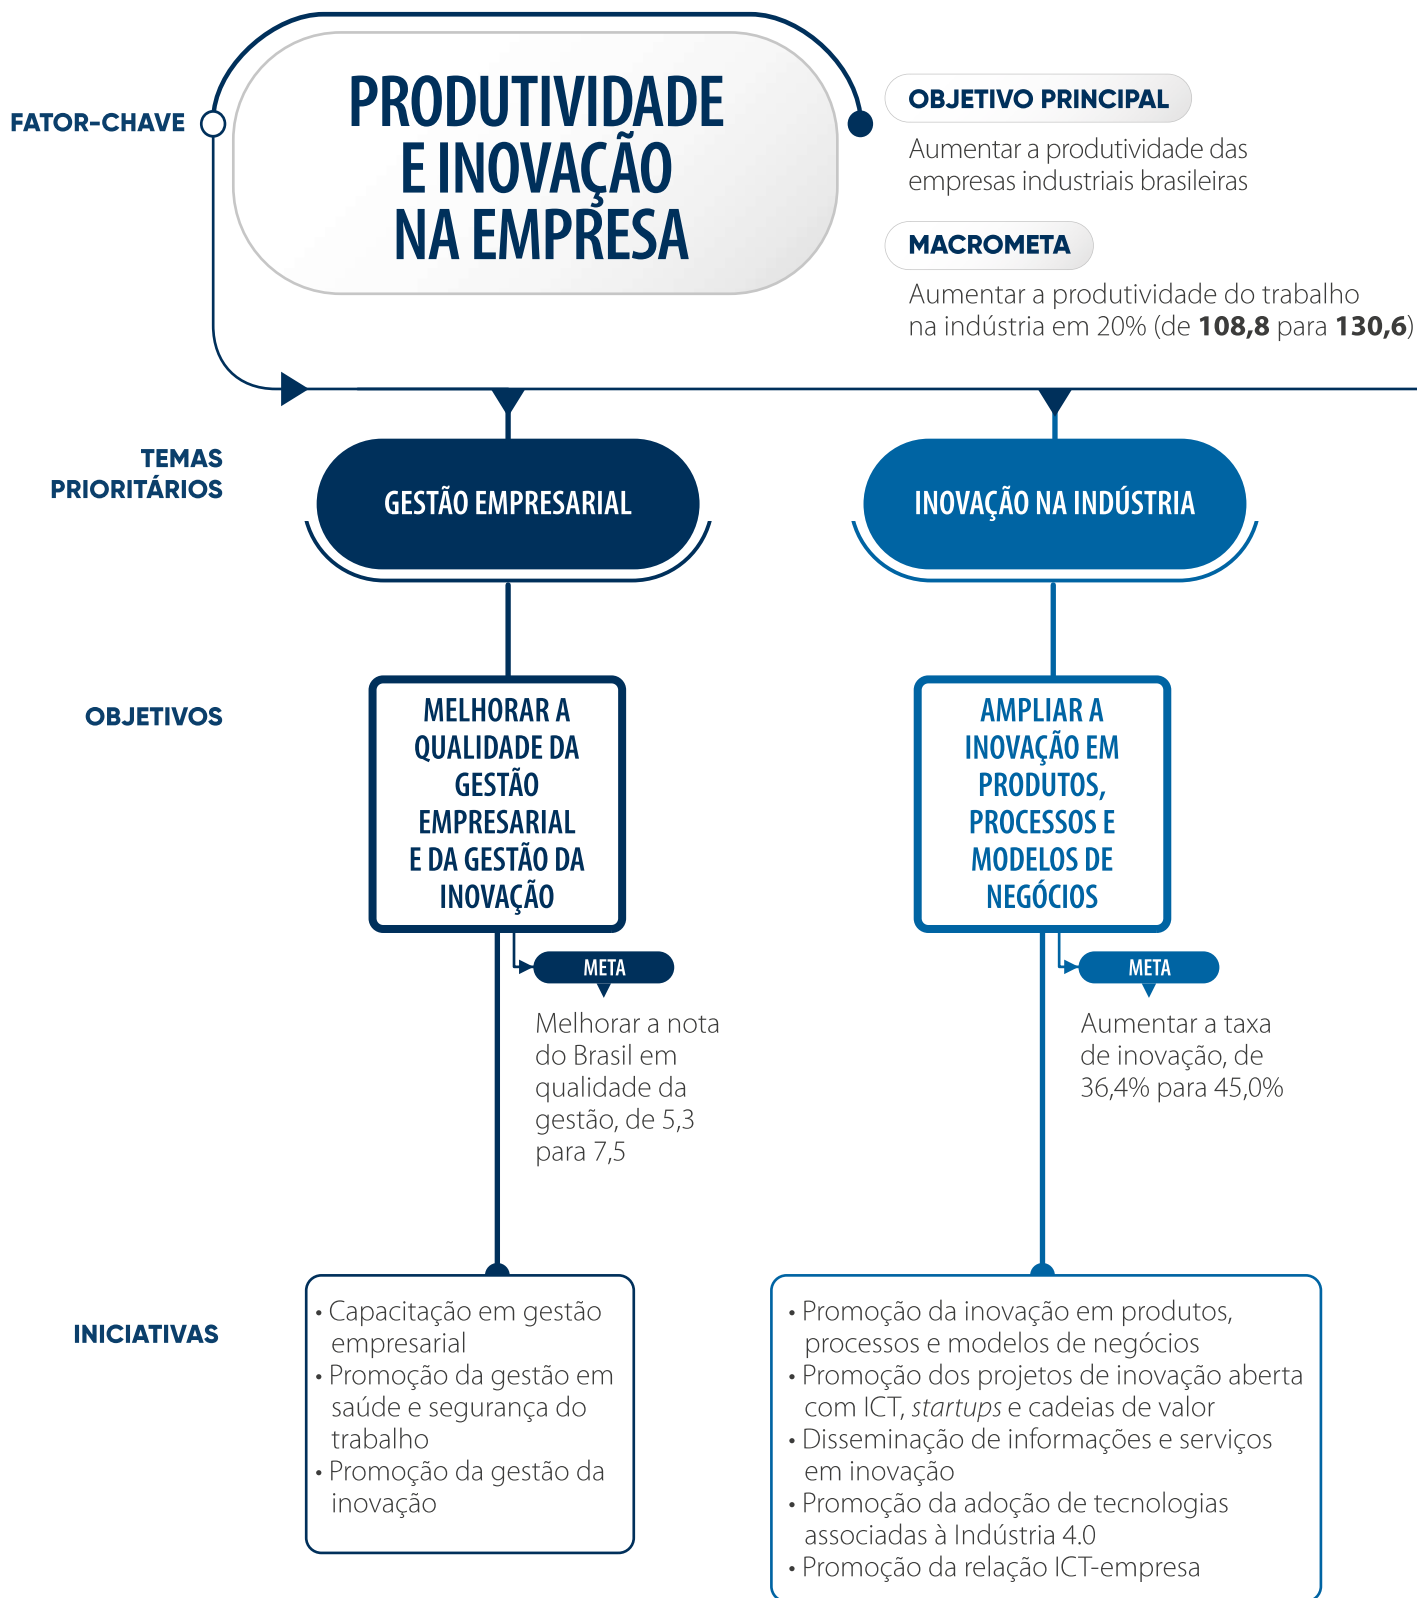 FATOR-CHAVE
PRODUTIVIDADE
E INOVAÇÃO
NA EMPRESA
OBJETIVO PRINCIPAL
Aumentar a produtividade das
empresas industriais brasileiras
MACROMETA
Aumentar a produtividade do trabalho
na indústria em 20% (de 108,8 para 130,6)
TEMAS
PRIORITÁRIOS
GESTÃO EMPRESARIAL
INOVAÇÃO NA INDÚSTRIA
OBJETIVOS
MELHORAR A
QUALIDADE DA
GESTÃO
EMPRESARIAL
E DA GESTÃO DA
INOVAÇÃO
AMPLIAR A
INOVAÇÃO EM
PRODUTOS,
PROCESSOS E
MODELOS DE
NEGÓCIOS
META
Melhorar a nota
do Brasil em
qualidade da
gestão, de 5,3
para 7,5
META
Aumentar a taxa
de inovação, de
36,4% para 45,0%
INICIATIVAS
• Capacitação em gestão
empresarial
• Promoção da gestão em
saúde e segurança do
trabalho
• Promoção da gestão da
inovação
• Promoção da inovação em produtos,
processos e modelos de negócios
• Promoção dos projetos de inovação aberta
com ICT, startups e cadeias de valor
• Disseminação de informações e serviços
em inovação
• Promoção da adoção de tecnologias
associadas à Indústria 4.0
• Promoção da relação ICT-empresa